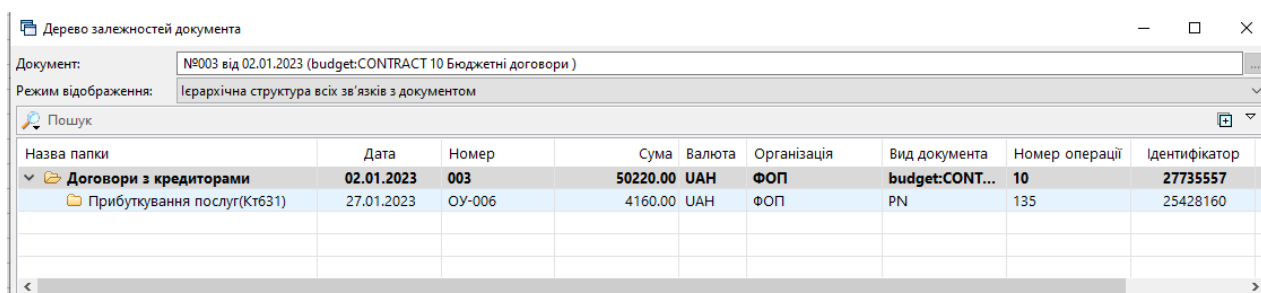 Дерево залежностей документа
Документ: №003 від 02.01.2023 (budget:CONTRACT 10 Бюджетні договори ) ...
Режим відображення: Ієрархічна структура всіх зв'язків з документом
Пошук
Назва папки Дата Номер Сума Валюта Організація Вид документа Номер операції Ідентифікатор
Договори з кредиторами 02.01.2023 003 50220.00 UAH ФОП budget:CONT... 10 27735557
Прибуткування послуг(Кт631) 27.01.2023 ОУ-006 4160.00 UAH ФОП PN 135 25428160